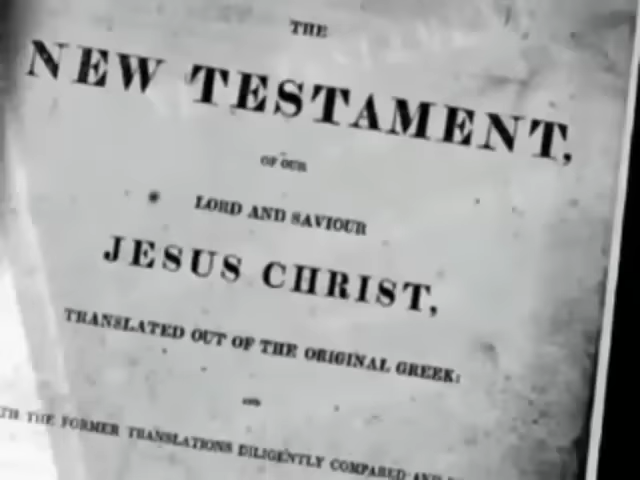 THE
NEW TESTAMENT,
OF OUR
LORD AND SAVIOUR
JESUS CHRIST,
TRANSLATED OUT OF THE ORIGINAL GREEK:
AND
THE FORMER TRANSLATIONS DILIGENTLY COMPARED AND